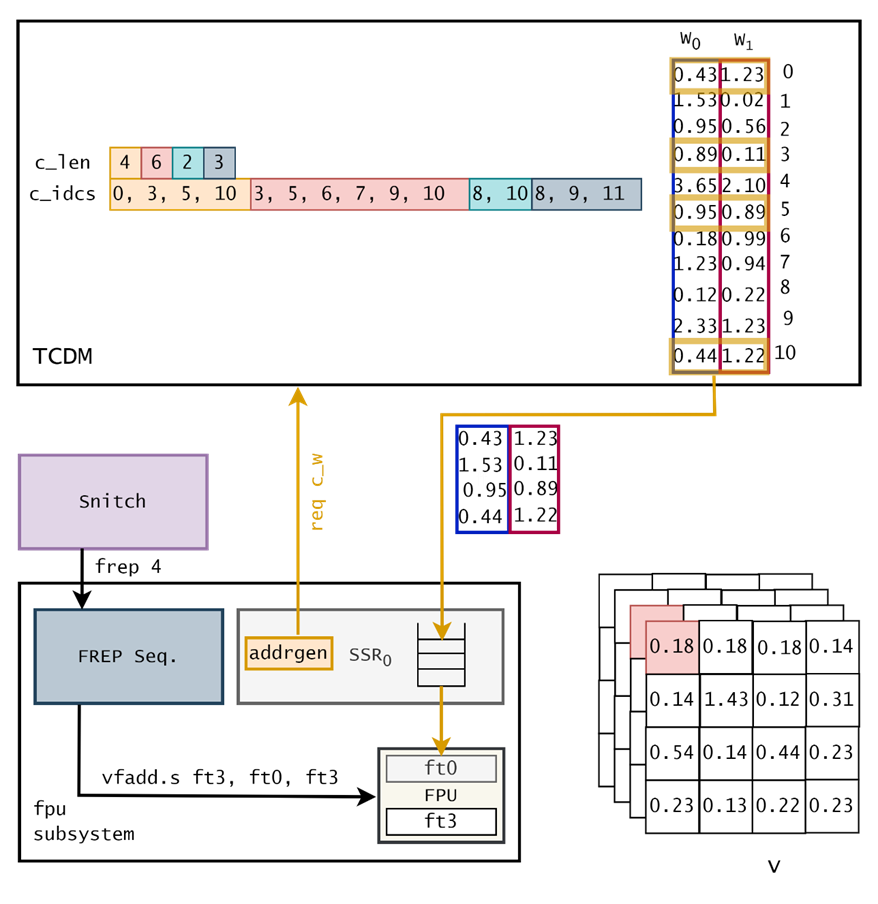 W0 W1
0.43 1.23 0
1.53 0.02 1
0.95 0.56 2
0.89 0.11 3
3.65 2.10 4
0.95 0.89 5
0.18 0.99 6
1.23 0.94 7
0.12 0.22 8
2.33 1.23 9
0.44 1.22 10
c_len 4 6 2 3
c_idcs 0, 3, 5, 10 3, 5, 6, 7, 9, 10 8, 10 8, 9, 11
TCDM
req c_w
0.43 1.23
1.53 0.11
0.95 0.89
0.44 1.22
Snitch
frep 4
FREP Seq.
addrgen
SSR0
vfadd.s ft3, ft0, ft3
ft0
FPU
ft3
fpu
subsystem
0.18 0.18 0.18 0.14
0.14 1.43 0.12 0.31
0.54 0.14 0.44 0.23
0.23 0.13 0.22 0.23
v